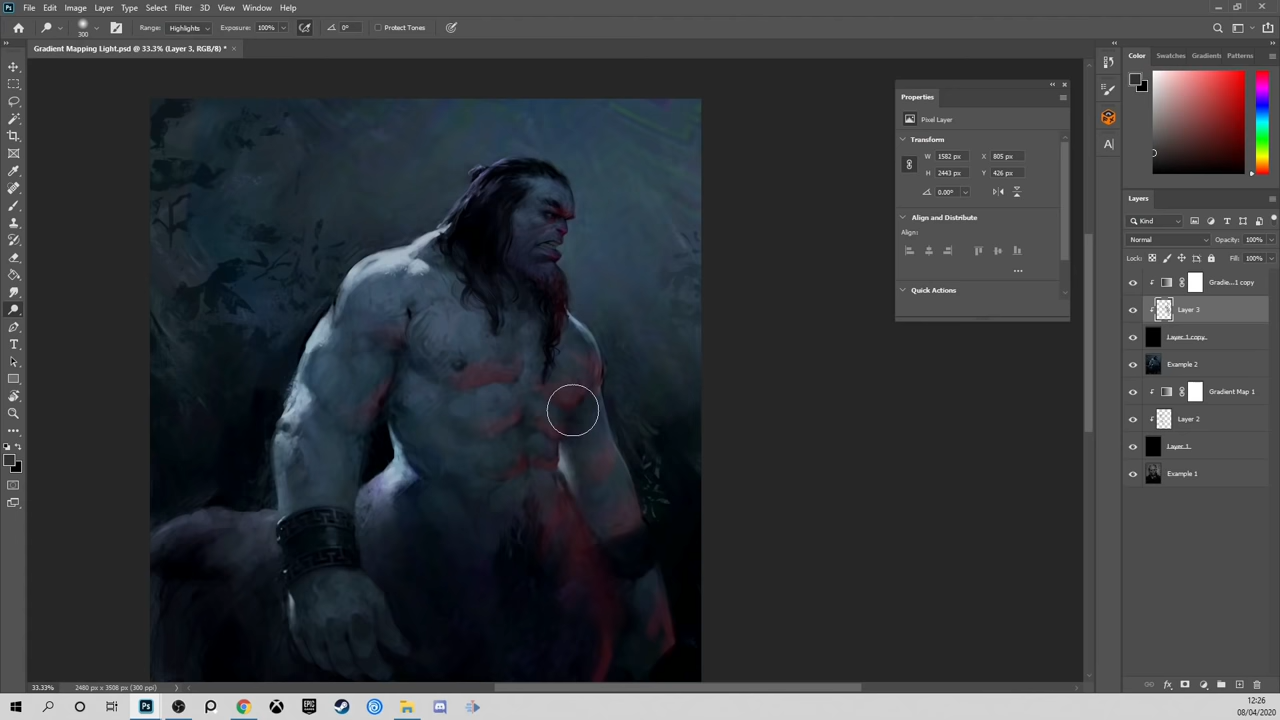 File Edit Image Layer Type Select Filter 3D View Window Help
300 Range: Highlights Exposure: 100% 0° Protect Tones
Gradient Mapping Light.psd @ 33.3% (Layer 3, RGB/8) *
Properties
Pixel Layer
Transform
W 1582 px X 805 px
H 2443 px Y 426 px
0.00°
Align and Distribute
Align:
Quick Actions
Color Swatches Gradients Patterns
Layers
Kind
Normal Opacity: 100%
Lock: Fill: 100%
Gradie...1 copy
Layer 3
Layer 1 copy
Example 2
Gradient Map 1
Layer 2
Layer 1
Example 1
33.33% 2480 px x 3508 px (300 ppi)
12:26
08/04/2020